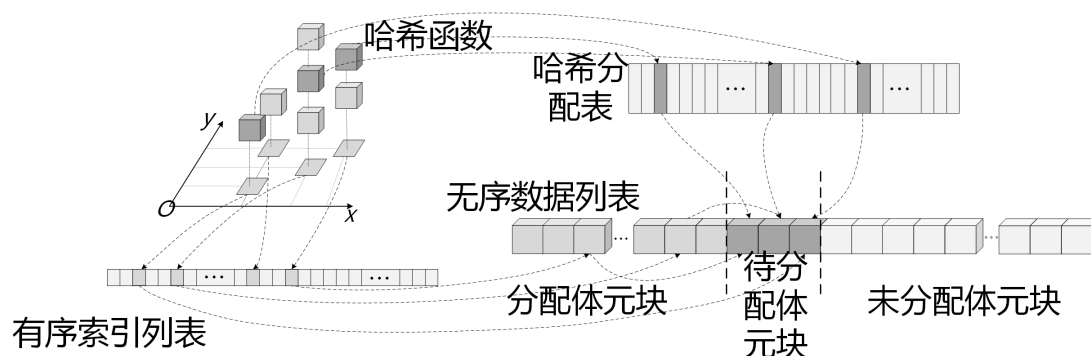 哈希函数
哈希分
配表
y
O
x
无序数据列表
分配体元块
待分
配体
元块
未分配体元块
有序索引列表